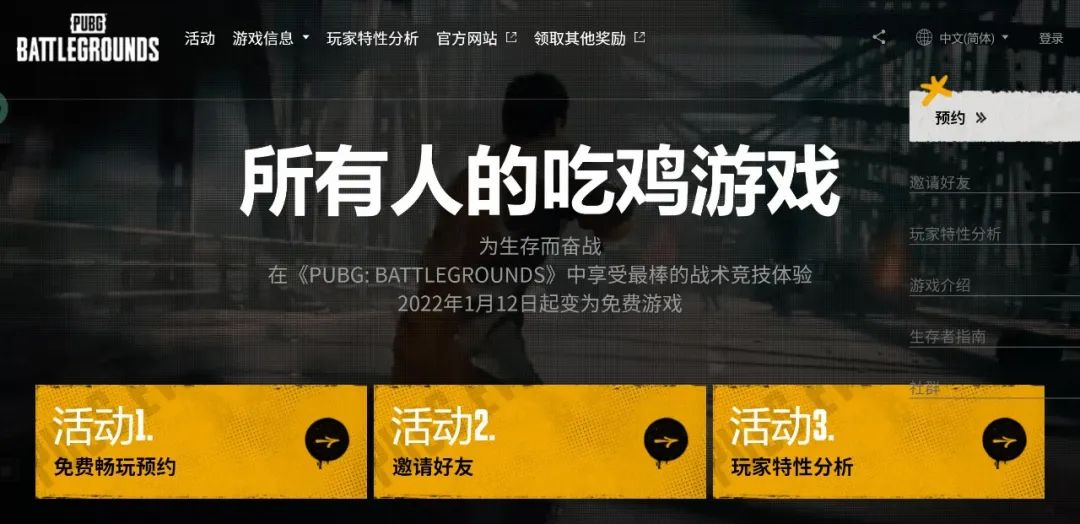 PUBG
BATTLEGROUNDS
活动 游戏信息 玩家特性分析 官方网站 领取其他奖励 中文(简体) 登录
预约
所有人的吃鸡游戏
为生存而奋战
在《PUBG: BATTLEGROUNDS》中享受最棒的战术竞技体验
2022年1月12日起变为免费游戏
邀请好友
玩家特性分析
游戏介绍
生存者指南
社群
活动1.
免费畅玩预约
活动2.
邀请好友
活动3.
玩家特性分析